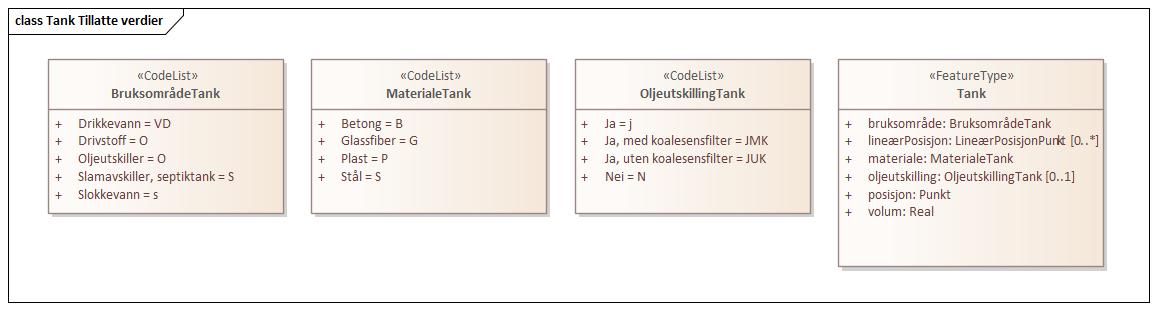 class Tank Tillatte verdier
«CodeList»
BruksområdeTank
+ Drikkevann = VD
+ Drivstoff = O
+ Oljeutskiller = O
+ Slamavskiller, septiktank = S
+ Slokkevann = s
«CodeList»
MaterialeTank
+ Betong = B
+ Glassfiber = G
+ Plast = P
+ Stål = S
«CodeList»
OljeutskillingTank
+ Ja = j
+ Ja, med koalesensfilter = JMK
+ Ja, uten koalesensfilter = JUK
+ Nei = N
«FeatureType»
Tank
+ bruksområde: BruksområdeTank
+ lineærPosisjon: LineærPosisjonPunkt [0..*]
+ materiale: MaterialeTank
+ oljeutskilling: OljeutskillingTank [0..1]
+ posisjon: Punkt
+ volum: Real